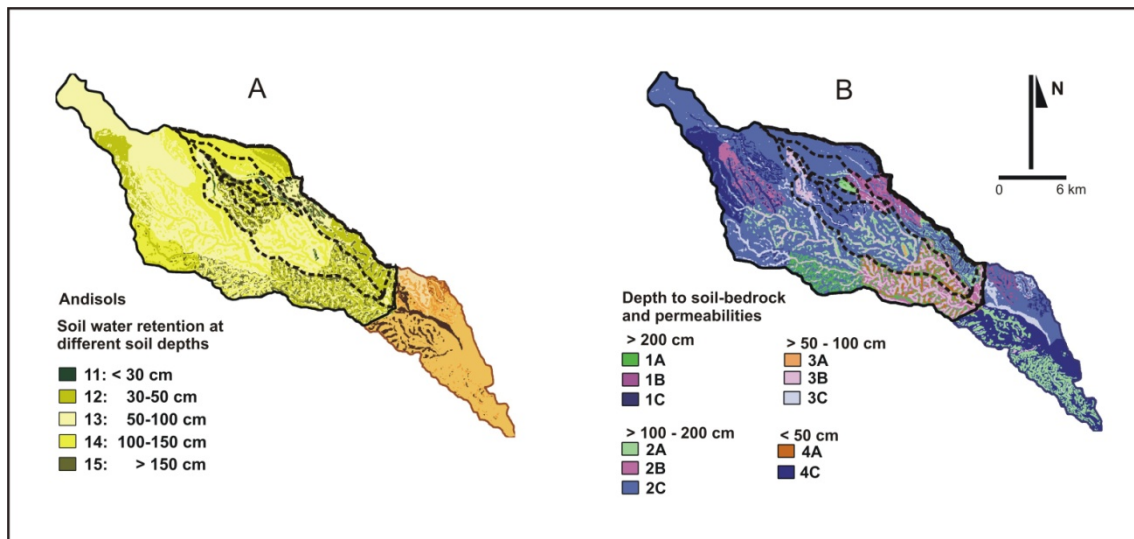 A
B
N
0 6 km
Andisols
Soil water retention at
different soil depths
11: < 30 cm
12: 30-50 cm
13: 50-100 cm
14: 100-150 cm
15: > 150 cm
Depth to soil-bedrock
and permeabilities
> 200 cm
1A
1B
1C
> 100 - 200 cm
2A
2B
2C
> 50 - 100 cm
3A
3B
3C
< 50 cm
4A
4C